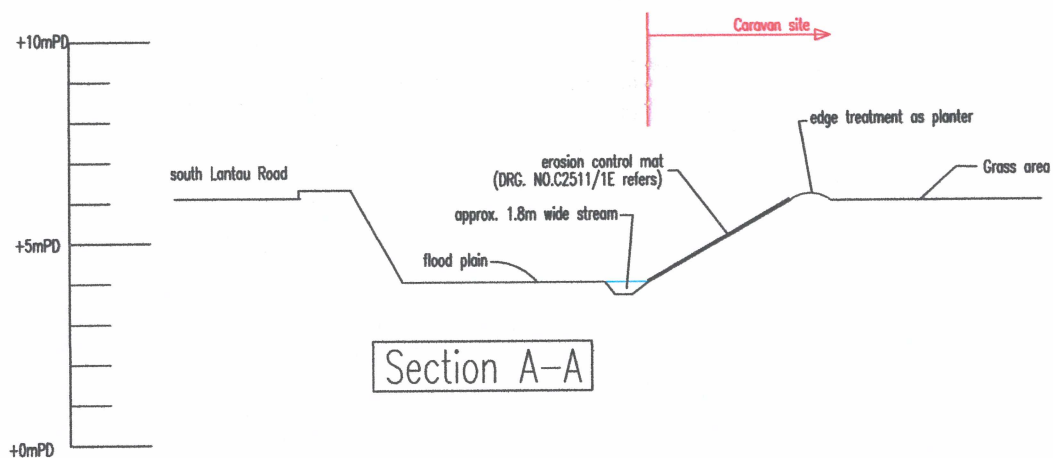 +10mPD
Caravan site
edge treatment as planter
erosion control mat
(DRG. NO.C2511/1E refers)
Grass area
south Lantau Road
approx. 1.8m wide stream
+5mPD
flood plain
Section A-A
+0mPD